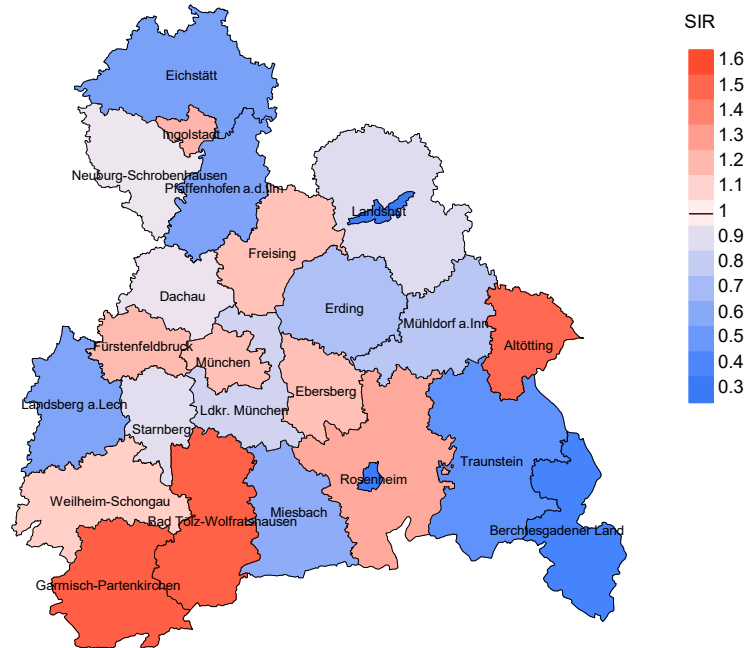 SIR
1.6
1.5
1.4
1.3
1.2
1.1
1
0.9
0.8
0.7
0.6
0.5
0.4
0.3
Eichstätt
Ingolstadt
Neuburg-Schrobenhausen
Pfaffenhofen a.d.Ilm
Landshut
Freising
Dachau
Erding
Mühldorf a.Inn
Altötting
Fürstenfeldbruck
München
Ebersberg
Landsberg a.Lech
Ldkr. München
Starnberg
Traunstein
Rosenheim
Weilheim-Schongau
Miesbach
Bad Tölz-Wolfratshausen
Berchtesgadener Land
Garmisch-Partenkirchen